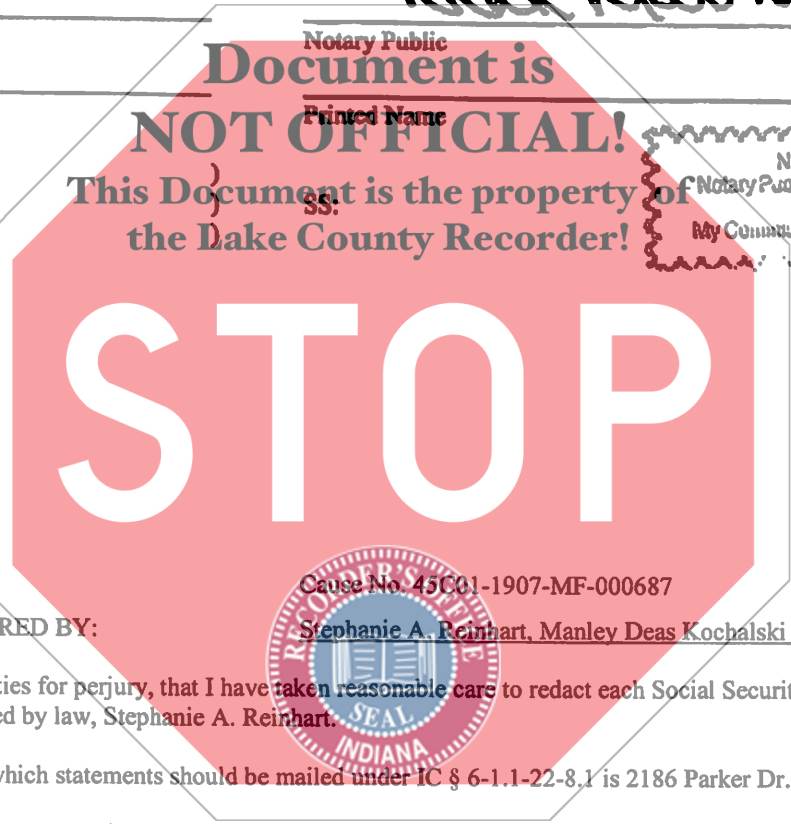 Notary Public
Document is
Printed Name
NOT OFFICIAL!
This Document is the property of
) SS:
Notary Pub
the Lake County Recorder!
My Comm
STOP
Cause No. 45C01-1907-MF-000687
RED BY: Stephanie A. Reinhart, Manley Deas Kochalski
ties for perjury, that I have taken reasonable care to redact each Social Securit
ed by law, Stephanie A. Reinhart.
RECORDER'S OFFICE
SEAL
INDIANA
which statements should be mailed under IC § 6-1.1-22-8.1 is 2186 Parker Dr.